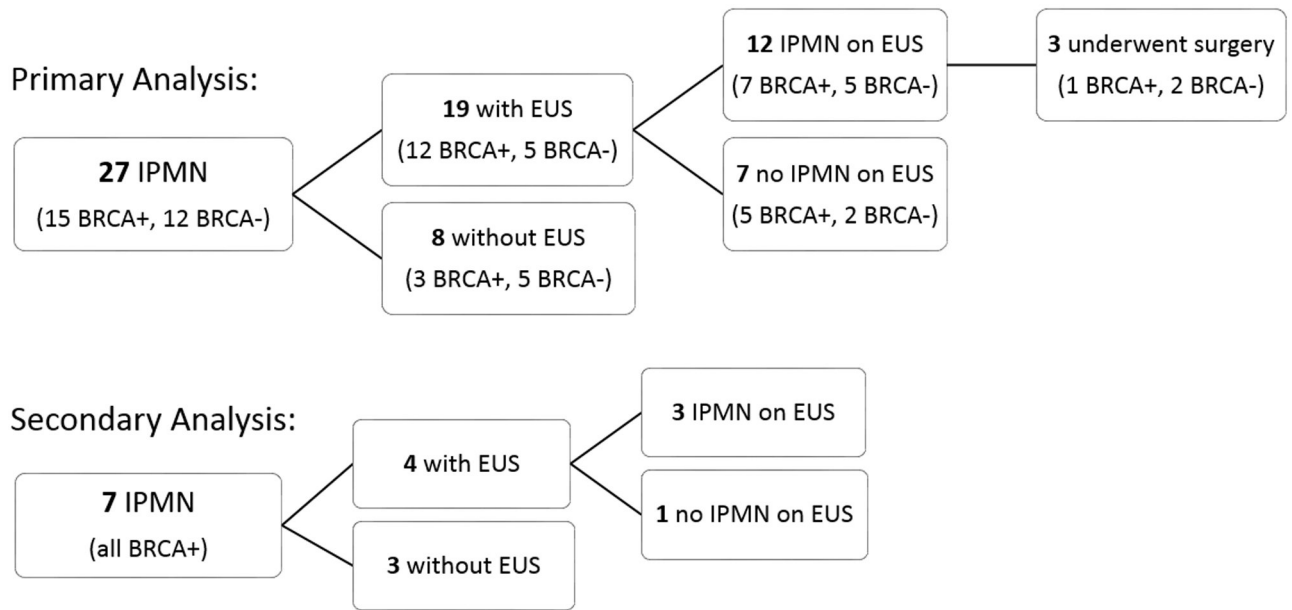 Primary Analysis:
27 IPMN
(15 BRCA+, 12 BRCA-)
19 with EUS
(12 BRCA+, 5 BRCA-)
8 without EUS
(3 BRCA+, 5 BRCA-)
12 IPMN on EUS
(7 BRCA+, 5 BRCA-)
7 no IPMN on EUS
(5 BRCA+, 2 BRCA-)
3 underwent surgery
(1 BRCA+, 2 BRCA-)
Secondary Analysis:
7 IPMN
(all BRCA+)
4 with EUS
3 without EUS
3 IPMN on EUS
1 no IPMN on EUS